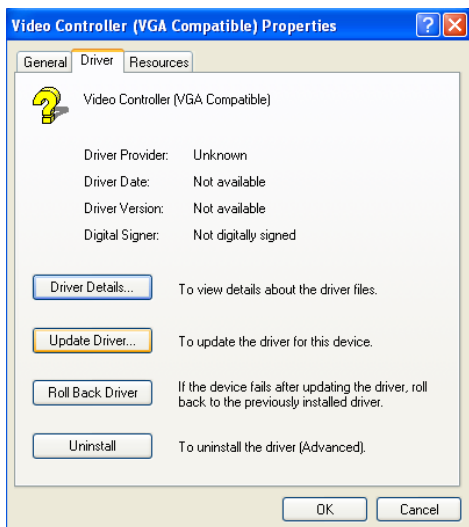 Video Controller (VGA Compatible) Properties
General Driver Resources
Video Controller (VGA Compatible)
Driver Provider: Unknown
Driver Date: Not available
Driver Version: Not available
Digital Signer: Not digitally signed
Driver Details... To view details about the driver files.
Update Driver... To update the driver for this device.
Roll Back Driver If the device fails after updating the driver, roll
back to the previously installed driver.
Uninstall To uninstall the driver (Advanced).
OK Cancel